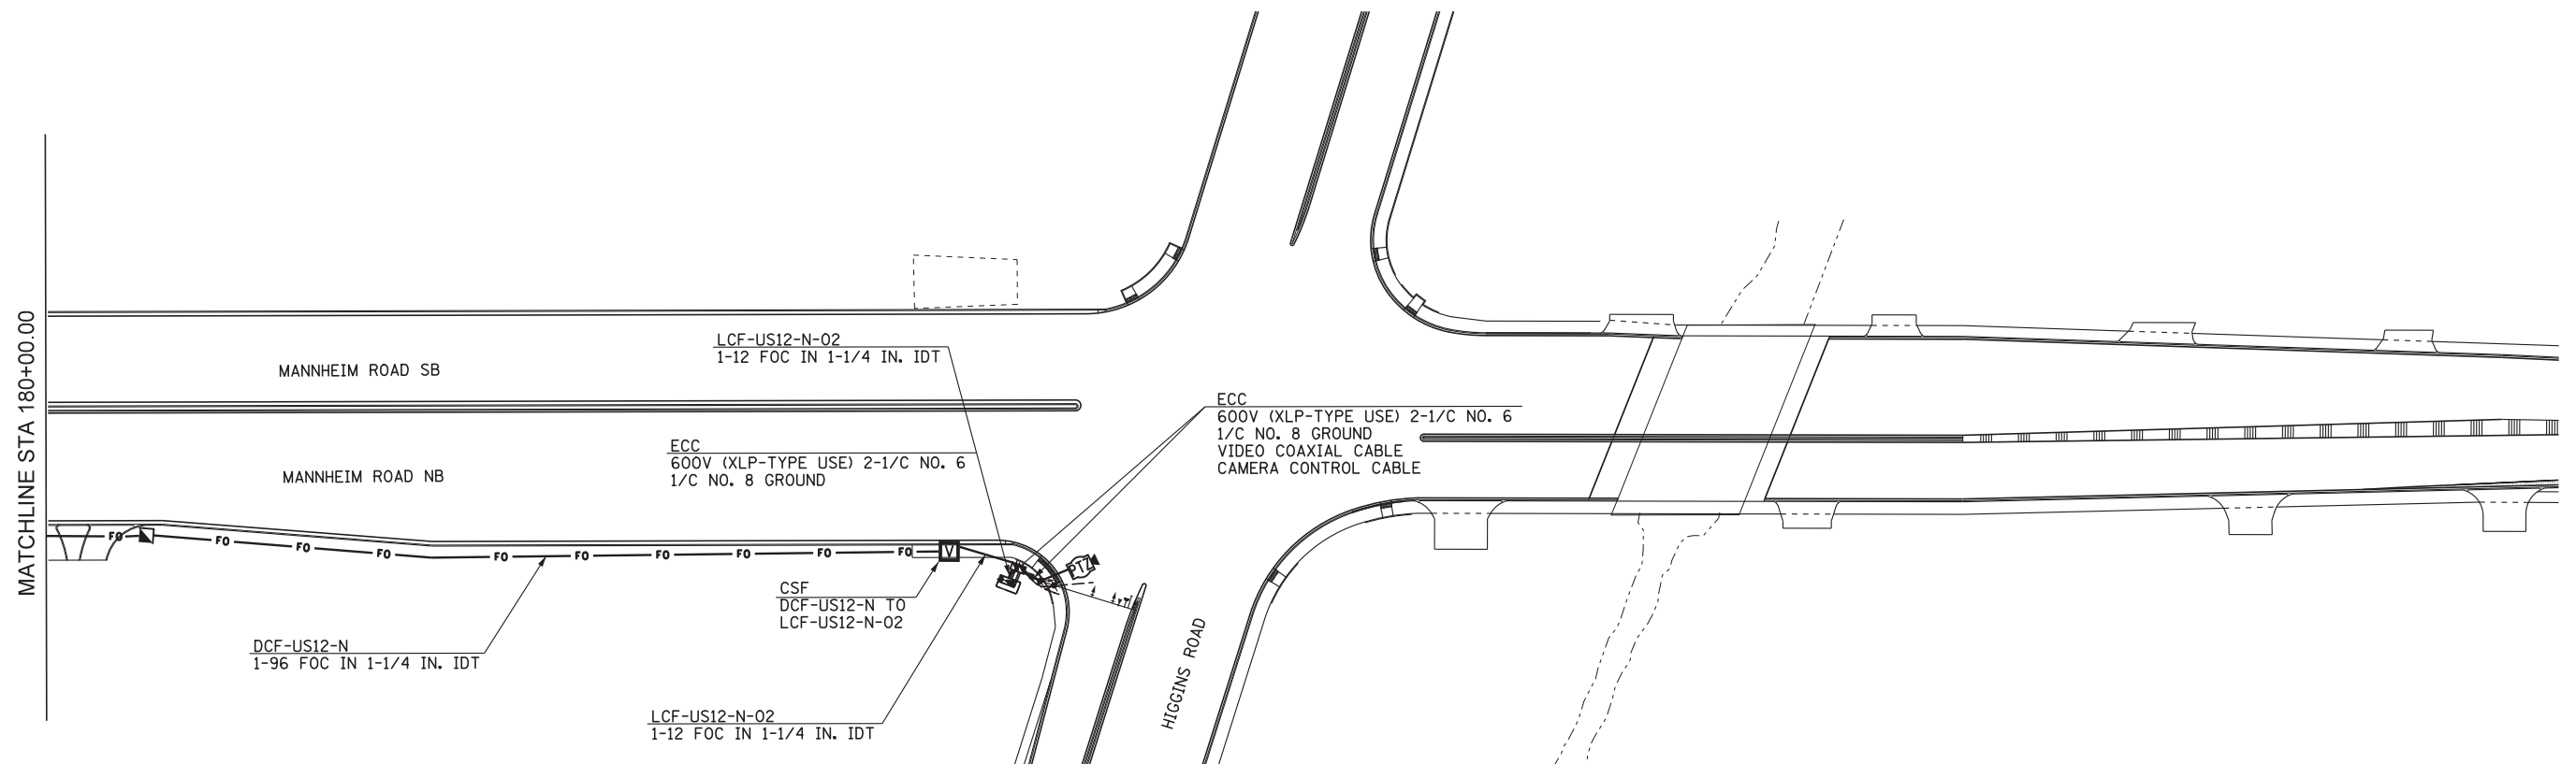 MATCHLINE STA 180+00.00
MANNHEIM ROAD SB
LCF-US12-N-02
1-12 FOC IN 1-1/4 IN. IDT
MANNHEIM ROAD NB
ECC
600V (XLP-TYPE USE) 2-1/C NO. 6
1/C NO. 8 GROUND
ECC
600V (XLP-TYPE USE) 2-1/C NO. 6
1/C NO. 8 GROUND
VIDEO COAXIAL CABLE
CAMERA CONTROL CABLE
FO
FO
FO
FO
FO
FO
FO
FO
FO
FO
V
PTZ
CSF
DCF-US12-N TO
LCF-US12-N-02
DCF-US12-N
1-96 FOC IN 1-1/4 IN. IDT
LCF-US12-N-02
1-12 FOC IN 1-1/4 IN. IDT
HIGGINS ROAD